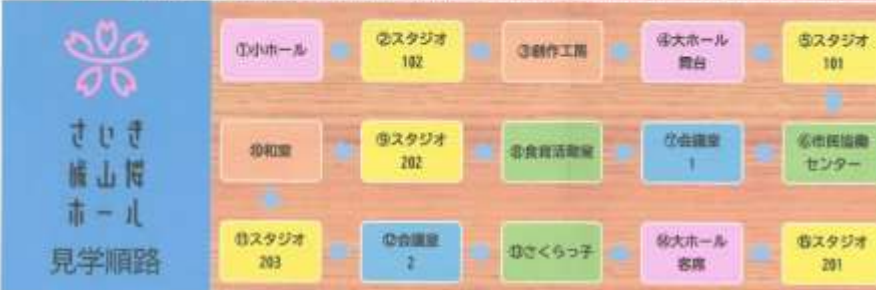 さいき
城山桜
ホール
見学順路
①小ホール
②スタジオ
102
③創作工房
④大ホール
舞台
⑤スタジオ
101
⑥市民協働
センター
⑦会議室
1
⑧食育活動室
⑨スタジオ
202
⑩和室
⑪スタジオ
203
⑫会議室
2
⑬さくらっ子
⑭大ホール
客席
⑮スタジオ
201